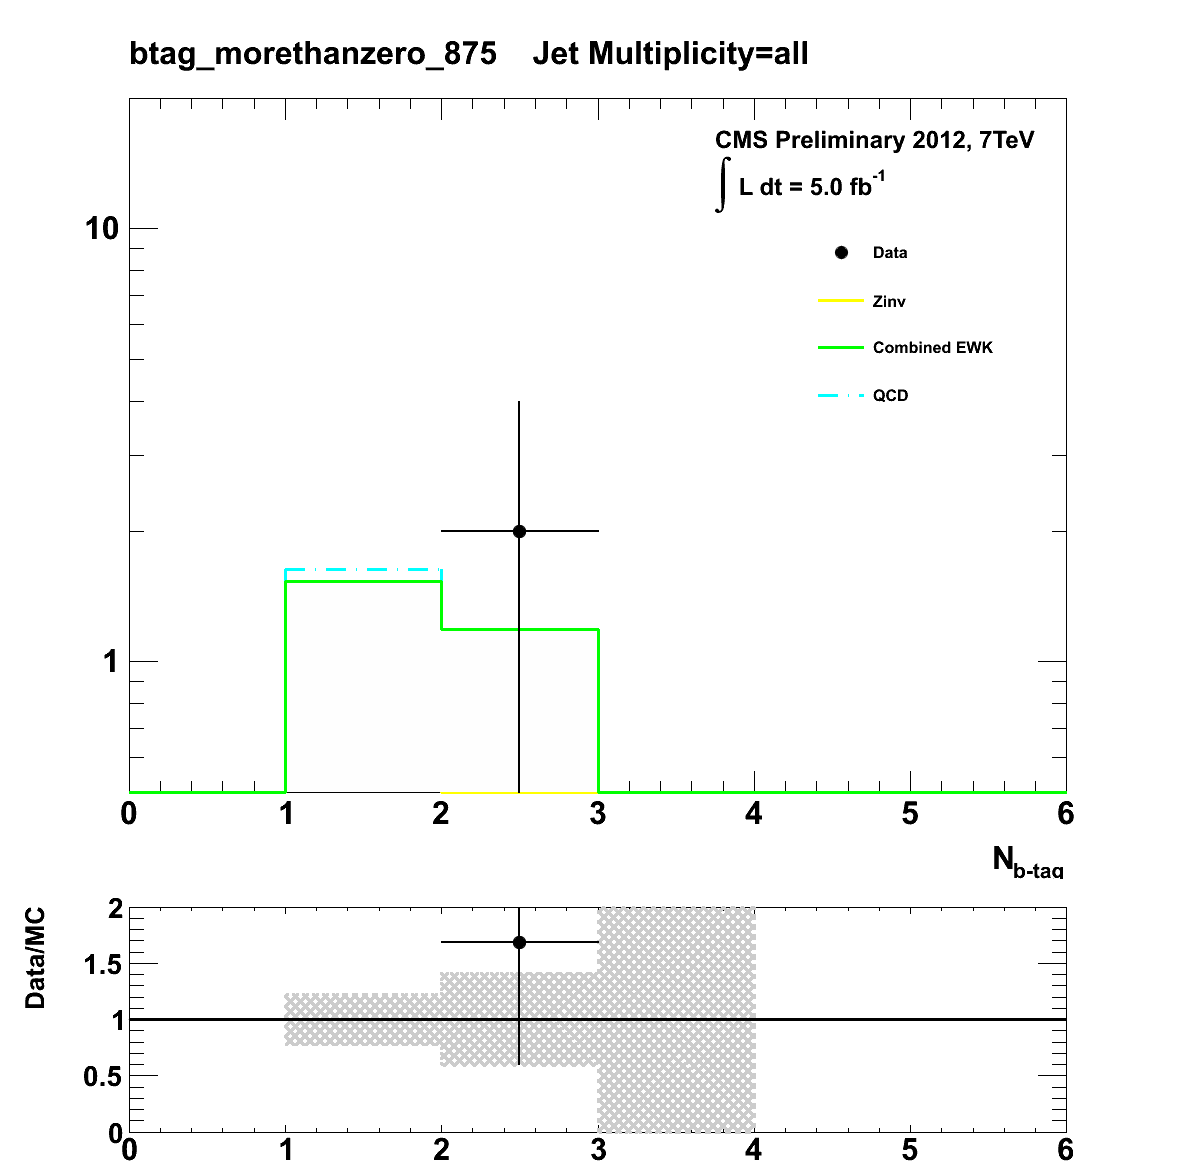 btag_morethanzero_875 Jet Multiplicity=all
CMS Preliminary 2012, 7TeV
∫ L dt = 5.0 fb-1
Data
Zinv
Combined EWK
QCD
10
1
0 1 2 3 4 5 6
Nb-tag
Data/MC
2
1.5
1
0.5
0
0 1 2 3 4 5 6